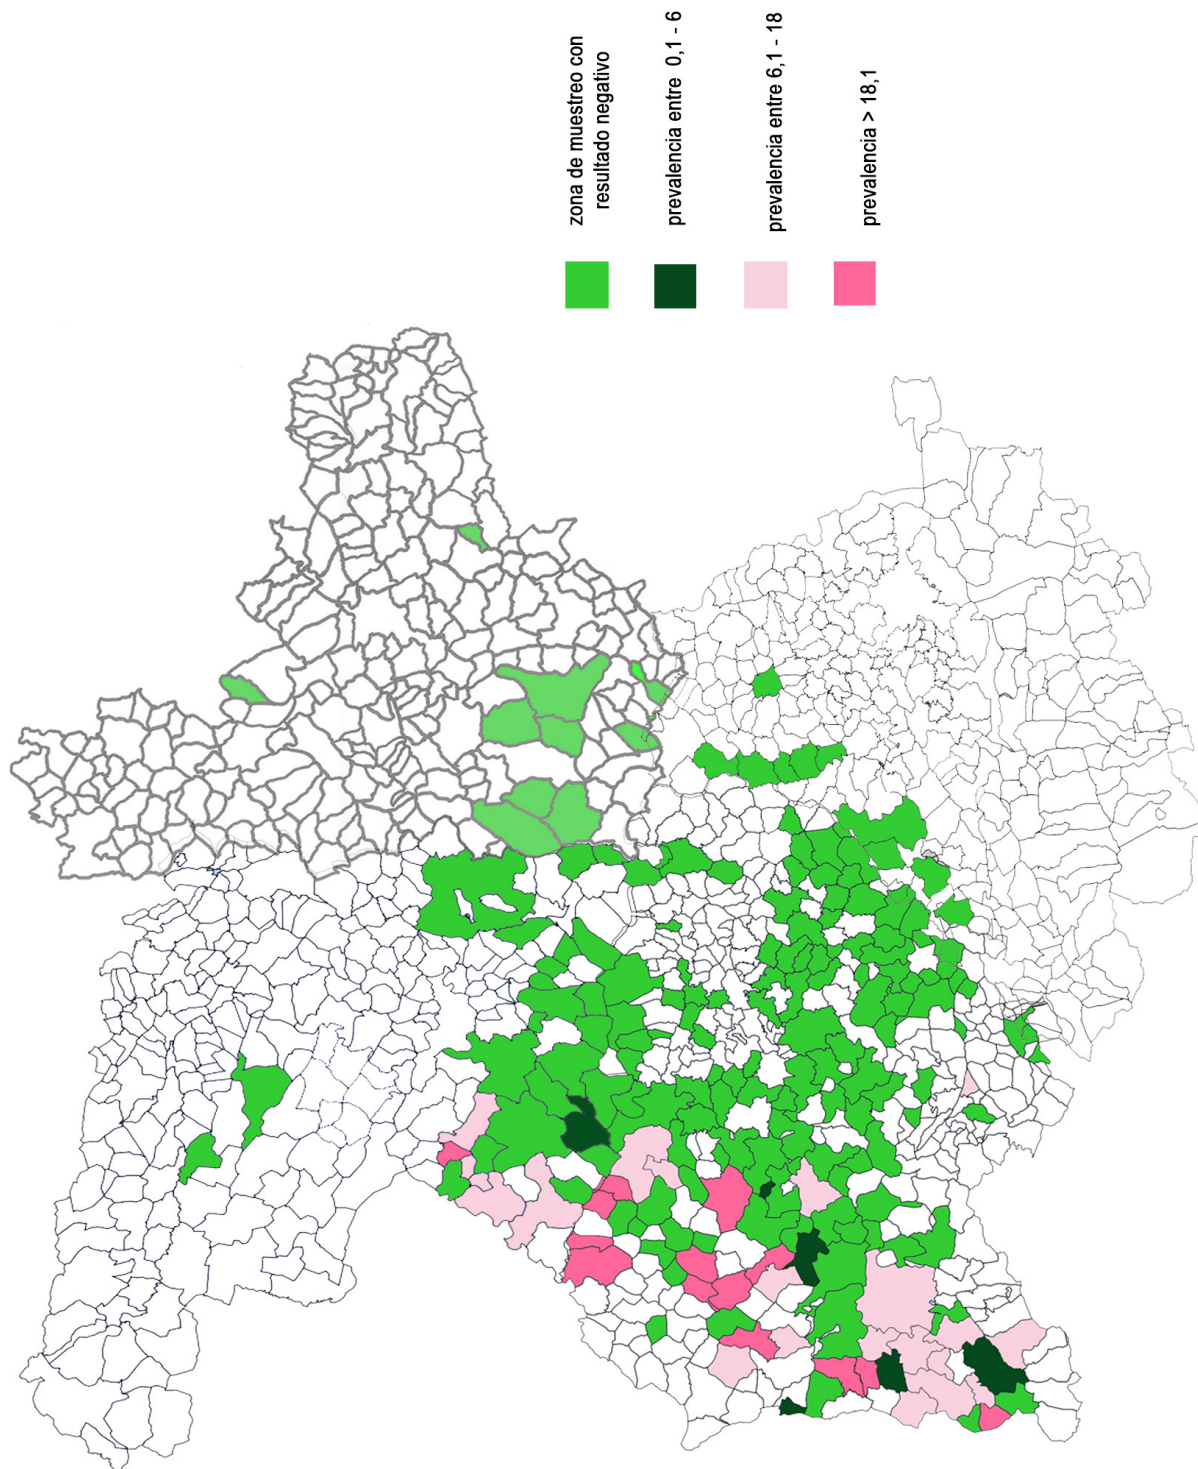 zona de muestreo con
resultado negativo
prevalencia entre 0,1 - 6
prevalencia entre 6,1 - 18
prevalencia > 18,1